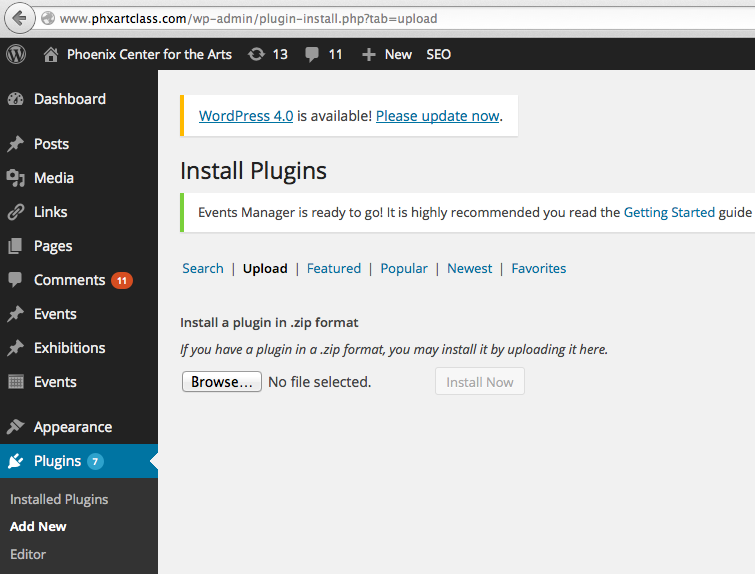 www.phxartclass.com/wp-admin/plugin-install.php?tab=upload
Phoenix Center for the Arts 13 11 New SEO
Dashboard
Posts
Media
Links
Pages
Comments 11
Events
Exhibitions
Events
Appearance
Plugins 7
Installed Plugins
Add New
Editor
WordPress 4.0 is available! Please update now.
Install Plugins
Events Manager is ready to go! It is highly recommended you read the Getting Started guide
Search | Upload | Featured | Popular | Newest | Favorites
Install a plugin in .zip format
If you have a plugin in a .zip format, you may install it by uploading it here.
Browse... No file selected. Install Now